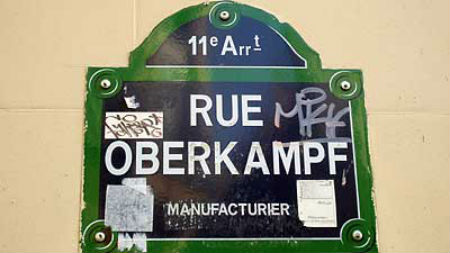 11e Arrt
RUE
OBERKAMPF
MANUFACTURIER